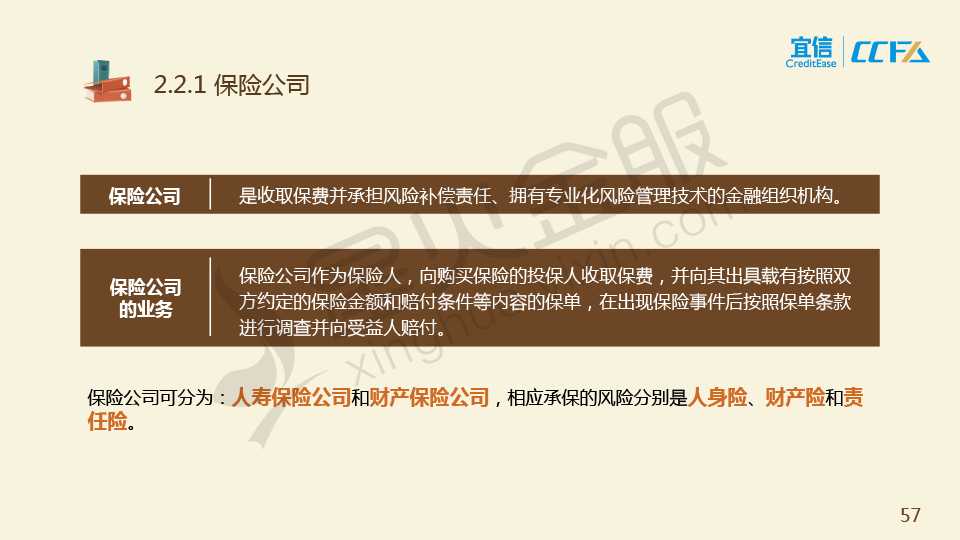 宜信
CreditEase
CCFA
2.2.1 保险公司
保险公司
是收取保费并承担风险补偿责任、拥有专业化风险管理技术的金融组织机构。
保险公司
的业务
保险公司作为保险人，向购买保险的投保人收取保费，并向其出具载有按照双
方约定的保险金额和赔付条件等内容的保单，在出现保险事件后按照保单条款
进行调查并向受益人赔付。
保险公司可分为：人寿保险公司和财产保险公司，相应承保的风险分别是人身险、财产险和责
任险。
57